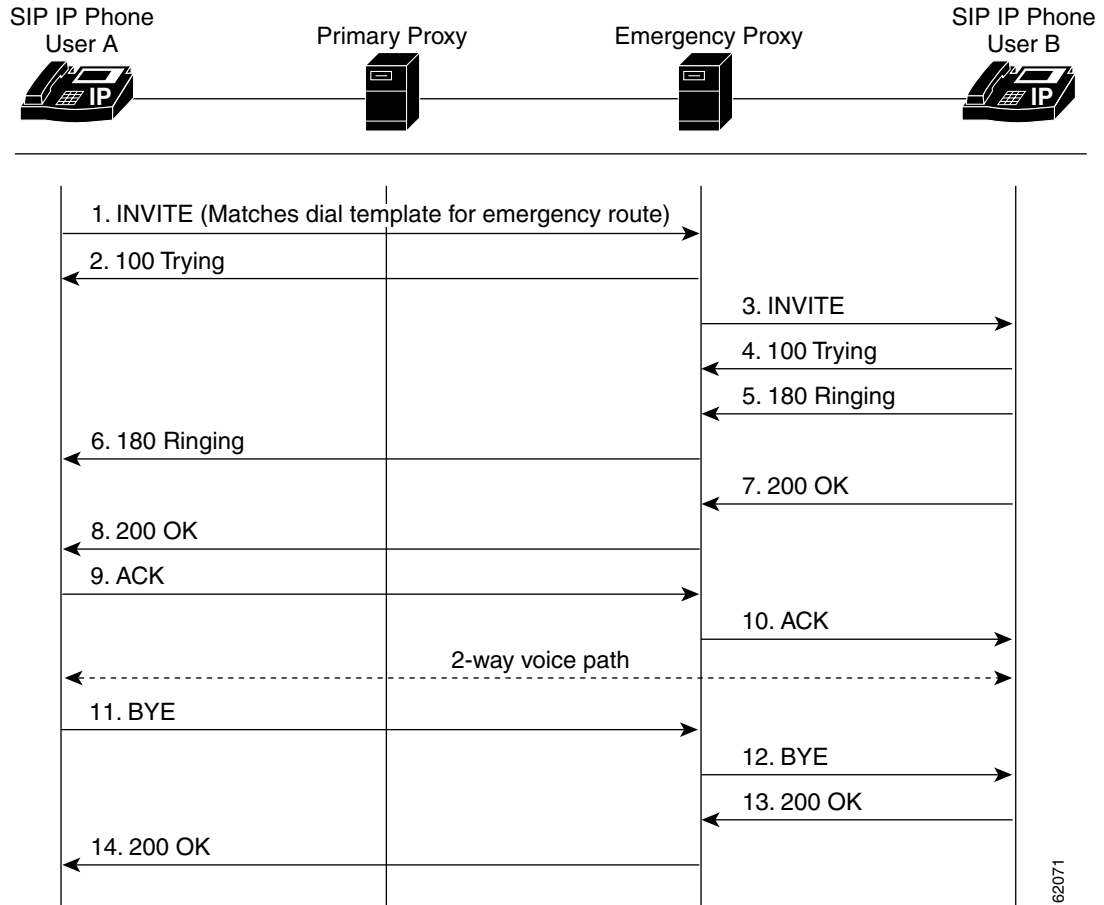 SIP IP Phone
User A
Primary Proxy
Emergency Proxy
SIP IP Phone
User B
IP
IP
1. INVITE (Matches dial template for emergency route)
2. 100 Trying
3. INVITE
4. 100 Trying
5. 180 Ringing
6. 180 Ringing
7. 200 OK
8. 200 OK
9. ACK
10. ACK
2-way voice path
11. BYE
12. BYE
13. 200 OK
14. 200 OK
62071